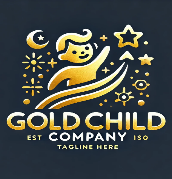 GOLD CHILD
EST COMPANY ISO
TAGLINE HERE